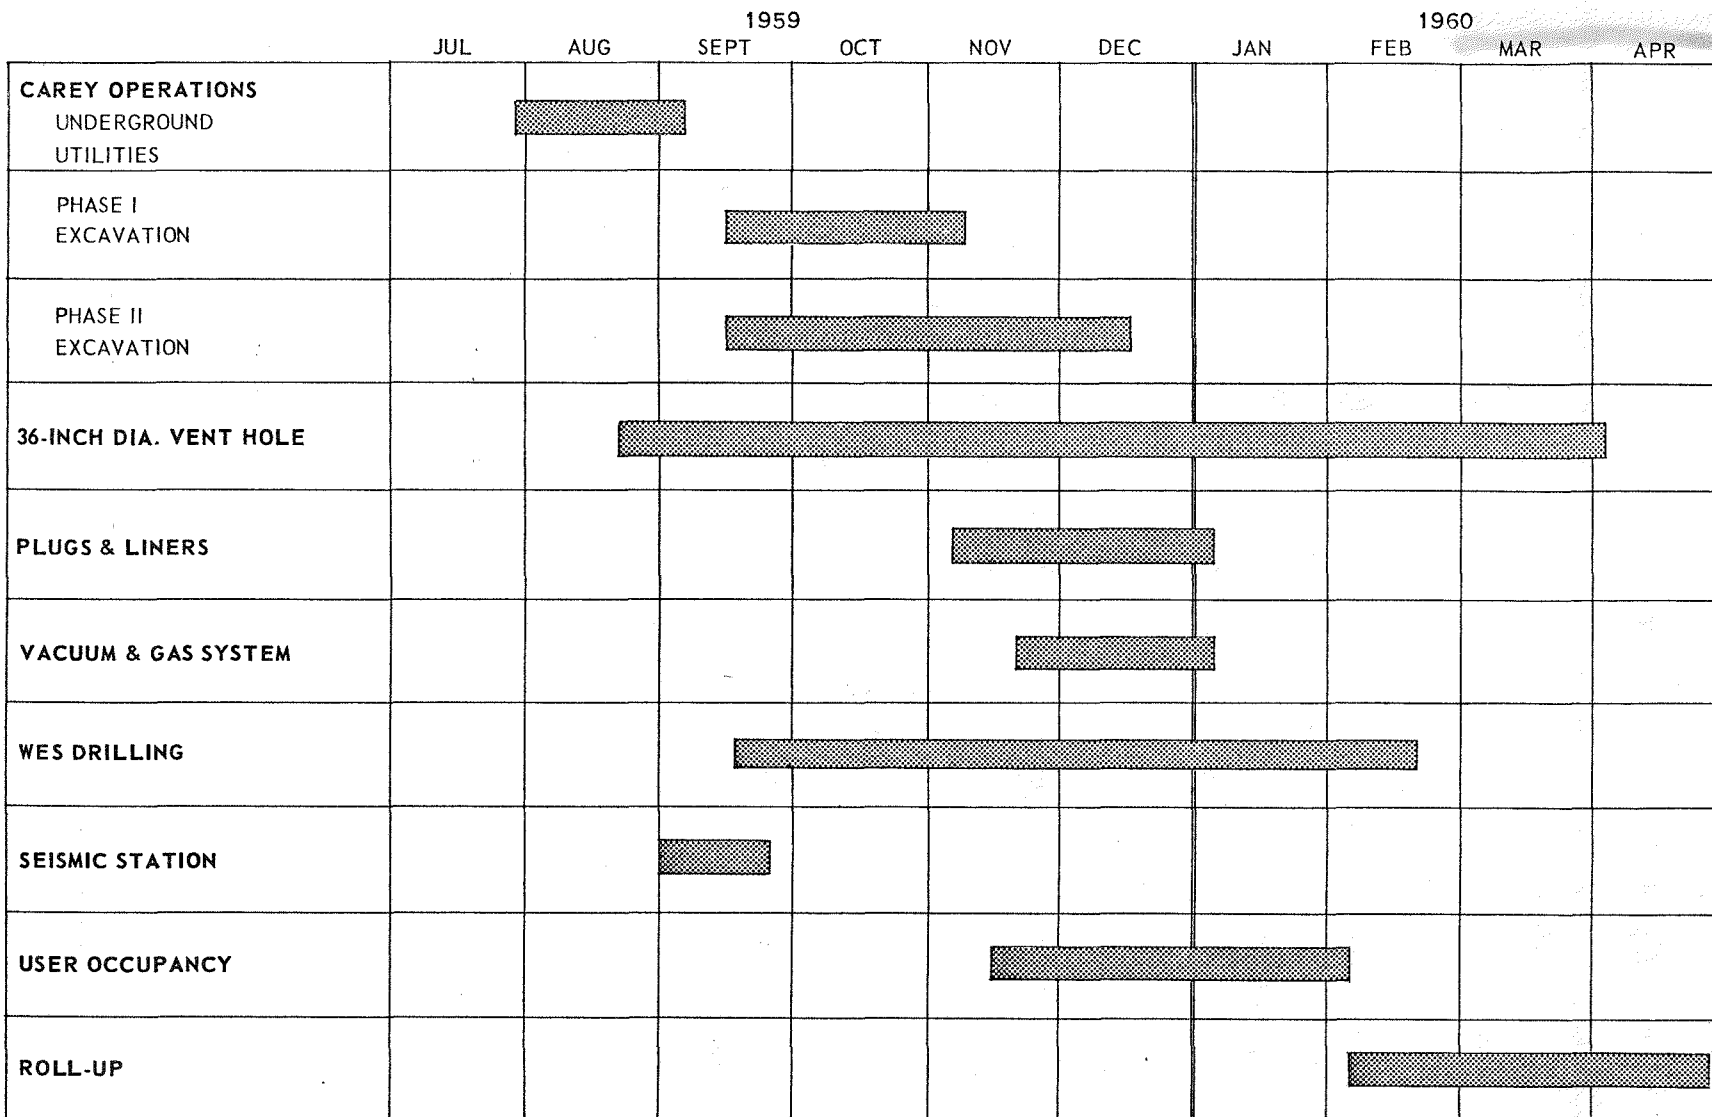 1959 1960
JUL AUG SEPT OCT NOV DEC JAN FEB MAR APR
CAREY OPERATIONS
UNDERGROUND
UTILITIES
PHASE I
EXCAVATION
PHASE II
EXCAVATION
36-INCH DIA. VENT HOLE
PLUGS & LINERS
VACUUM & GAS SYSTEM
WES DRILLING
SEISMIC STATION
USER OCCUPANCY
ROLL-UP